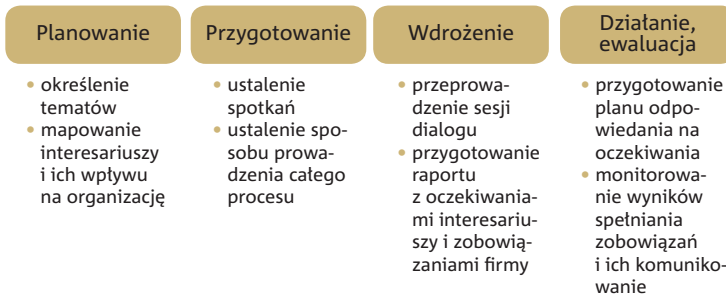 Planowanie
• określenie
tematów
• mapowanie
interesariuszy
i ich wpływu
na organizację
Przygotowanie
• ustalenie
spotkań
• ustalenie spo-
sobu prowa-
dzenia całego
procesu
Wdrożenie
• przeprowa-
dzenie sesji
dialogu
• przygotowanie
raportu
z oczekiwania-
mi interesariu-
szy i zobowią-
zaniami firmy
Działanie,
ewaluacja
• przygotowanie
planu odpo-
wiedania na
oczekiwania
• monitorowa-
nie wyników
spełniania
zobowiązań
i ich komuniko-
wanie